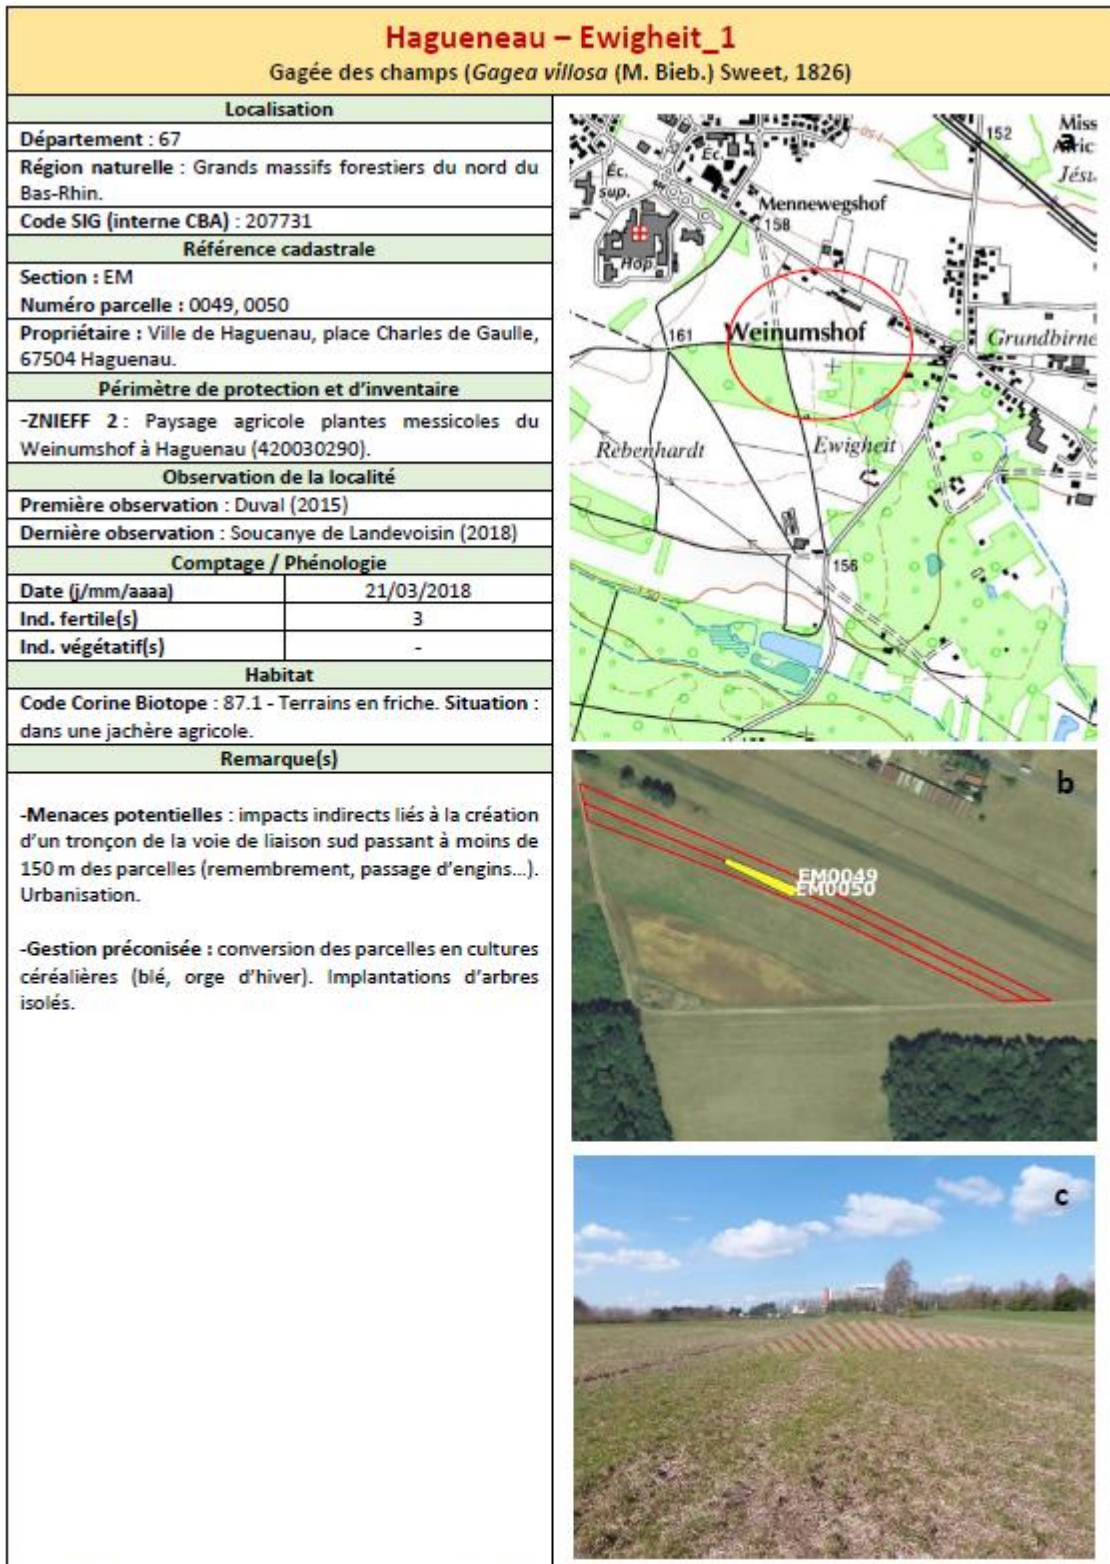 Hagueneau – Ewigheit_1
Gagée des champs (Gagea villosa (M. Bieb.) Sweet, 1826)
Localisation
Département : 67
Région naturelle : Grands massifs forestiers du nord du
Bas-Rhin.
Code SIG (interne CBA) : 207731
Référence cadastrale
Section : EM
Numéro parcelle : 0049, 0050
Propriétaire : Ville de Haguenau, place Charles de Gaulle,
67504 Haguenau.
Périmètre de protection et d'inventaire
-ZNIEFF 2 : Paysage agricole plantes messicoles du
Weinumshof à Haguenau (420030290).
Observation de la localité
Première observation : Duval (2015)
Dernière observation : Soucanye de Landevoisin (2018)
Comptage / Phénologie
Date (j/mm/aaaa) 21/03/2018
Ind. fertile(s) 3
Ind. végétatif(s) -
Habitat
Code Corine Biotope : 87.1 - Terrains en friche. Situation :
dans une jachère agricole.
Remarque(s)
-Menaces potentielles : impacts indirects liés à la création
d'un tronçon de la voie de liaison sud passant à moins de
150 m des parcelles (remembrement, passage d'engins...).
Urbanisation.
-Gestion préconisée : conversion des parcelles en cultures
céréalières (blé, orge d'hiver). Implantations d'arbres
isolés.
a
152
Miss
Afric
Jésu
Éc.
Éc.
sup.
Mennewegshof
158
Hop.
Weinumshof
161
Grundbirne
Rebenhardt
Ewigheit
156
b
EM0049
EM0050
c